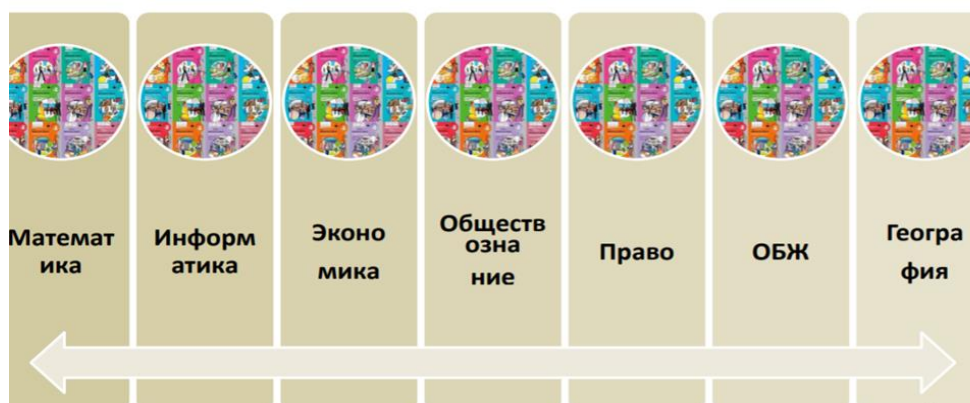 Математ
ика
Информ
атика
Эконо
мика
Обществ
озна
ние
Право
ОБЖ
Геогра
фия